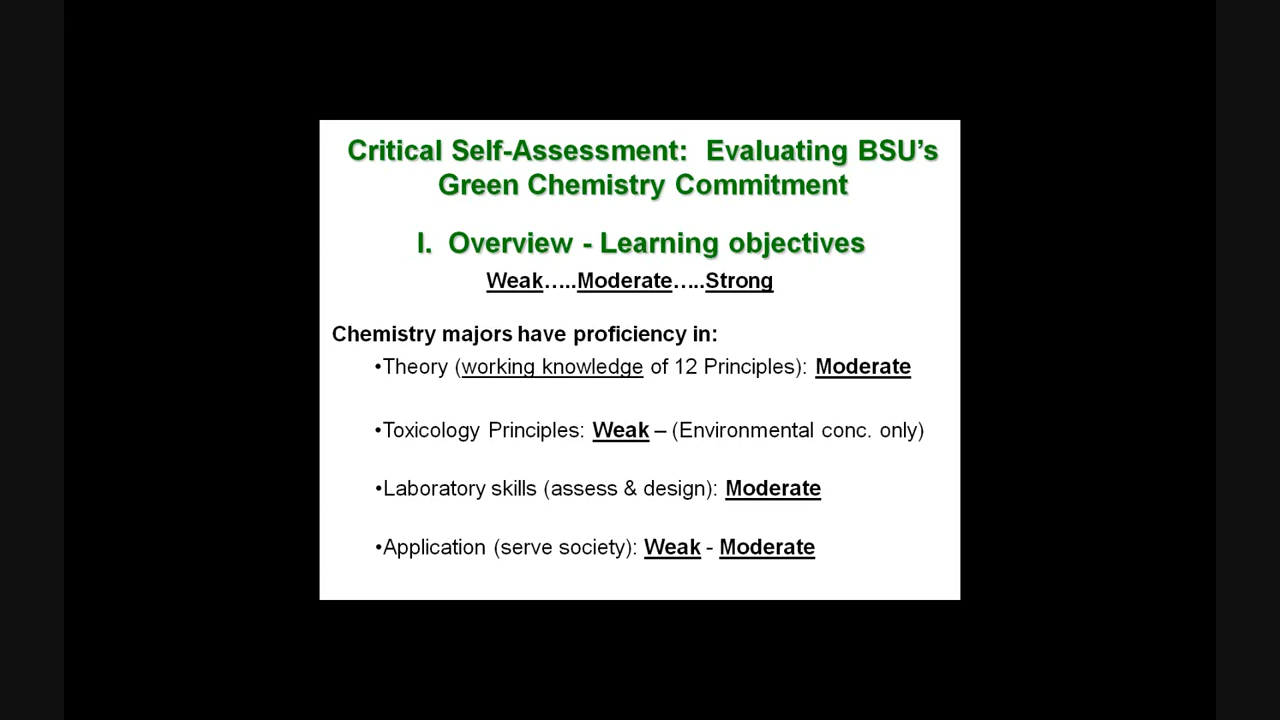 Critical Self-Assessment:  Evaluating BSU's
Green Chemistry Commitment
I.  Overview - Learning objectives
Weak…..Moderate…..Strong
Chemistry majors have proficiency in:
•Theory (working knowledge of 12 Principles): Moderate
•Toxicology Principles: Weak – (Environmental conc. only)
•Laboratory skills (assess & design): Moderate
•Application (serve society): Weak - Moderate